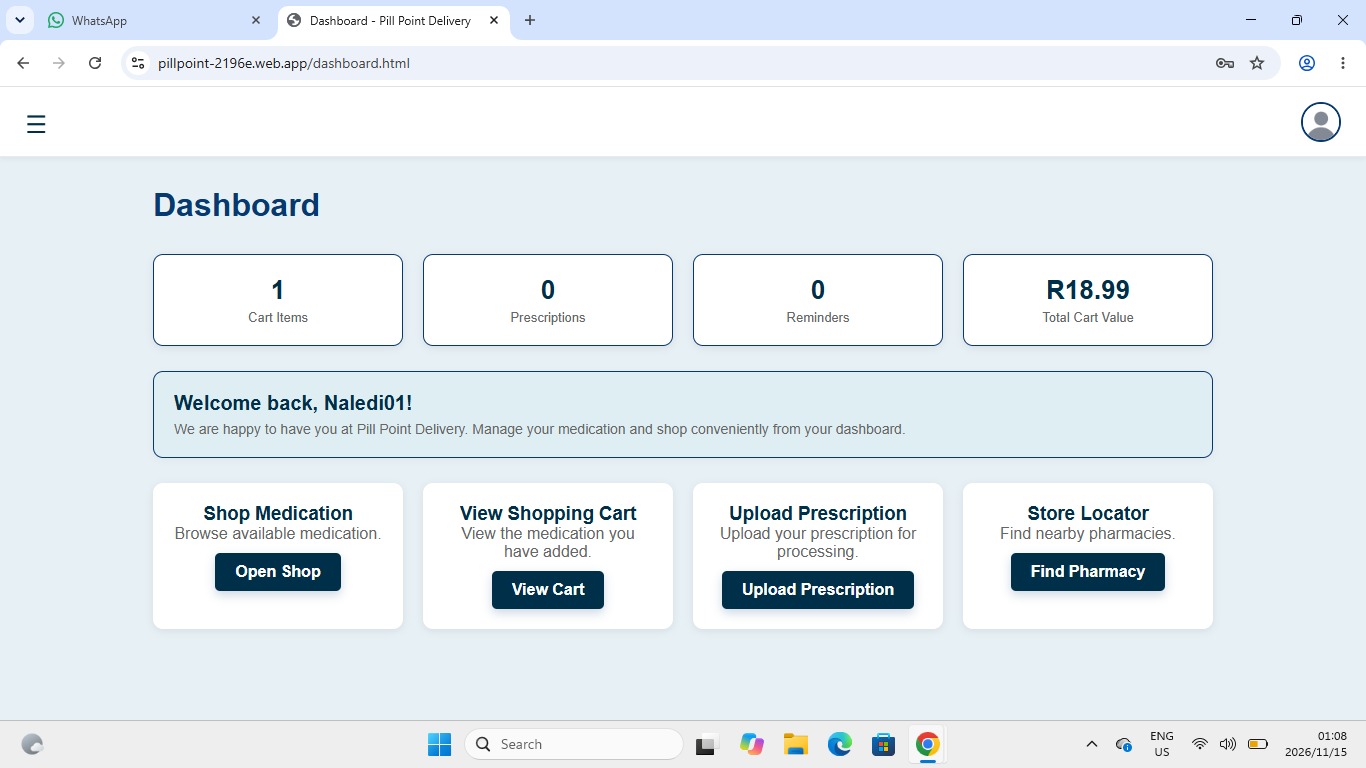 WhatsApp
Dashboard - Pill Point Delivery
pillpoint-2196e.web.app/dashboard.html
Dashboard
1
Cart Items
0
Prescriptions
0
Reminders
R18.99
Total Cart Value
Welcome back, Naledi01!
We are happy to have you at Pill Point Delivery. Manage your medication and shop conveniently from your dashboard.
Shop Medication
Browse available medication.
Open Shop
View Shopping Cart
View the medication you
have added.
View Cart
Upload Prescription
Upload your prescription for
processing.
Upload Prescription
Store Locator
Find nearby pharmacies.
Find Pharmacy
Search
ENG
US
01:08
2026/11/15